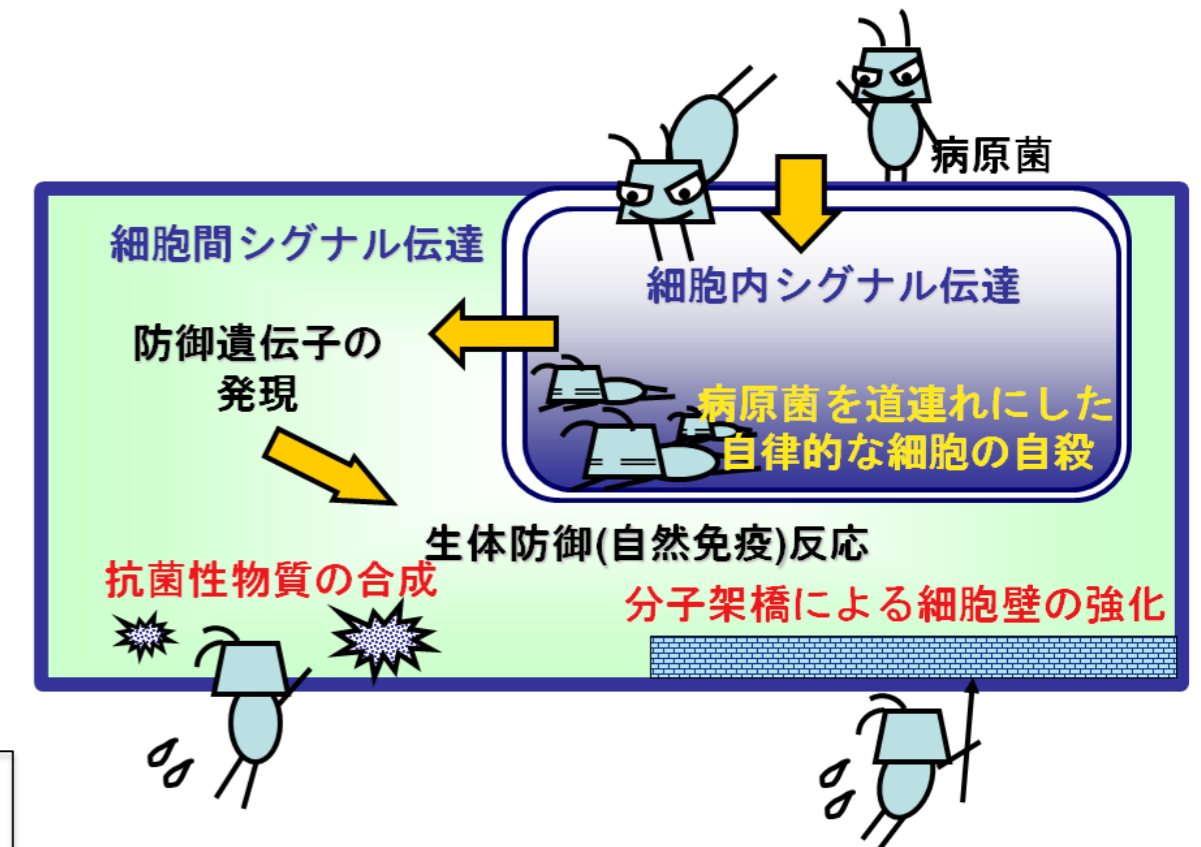 病原菌
細胞間シグナル伝達
細胞内シグナル伝達
防御遺伝子の
発現
病原菌を道連れにした
自律的な細胞の自殺
生体防御(自然免疫)反応
抗菌性物質の合成
分子架橋による細胞壁の強化